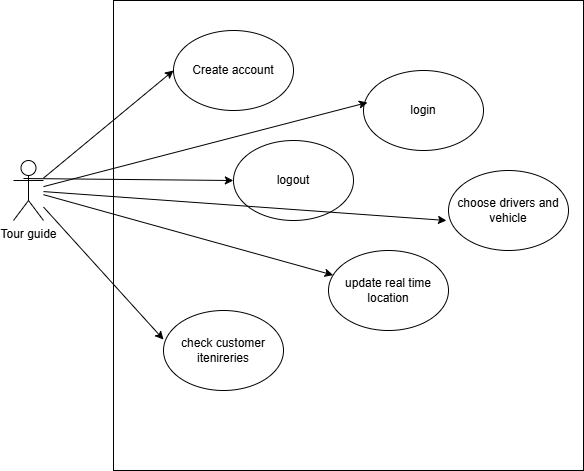 Create account
login
logout
choose drivers and
vehicle
Tour guide
update real time
location
check customer
itenireries